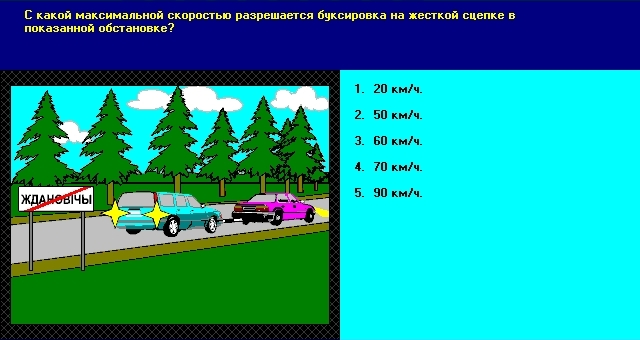 С какой максимальной скоростью разрешается буксировка на жесткой сцепке в
показанной обстановке?
1. 20 км/ч.
2. 50 км/ч.
3. 60 км/ч.
4. 70 км/ч.
5. 90 км/ч.
ЖДАНОВІЧЫ